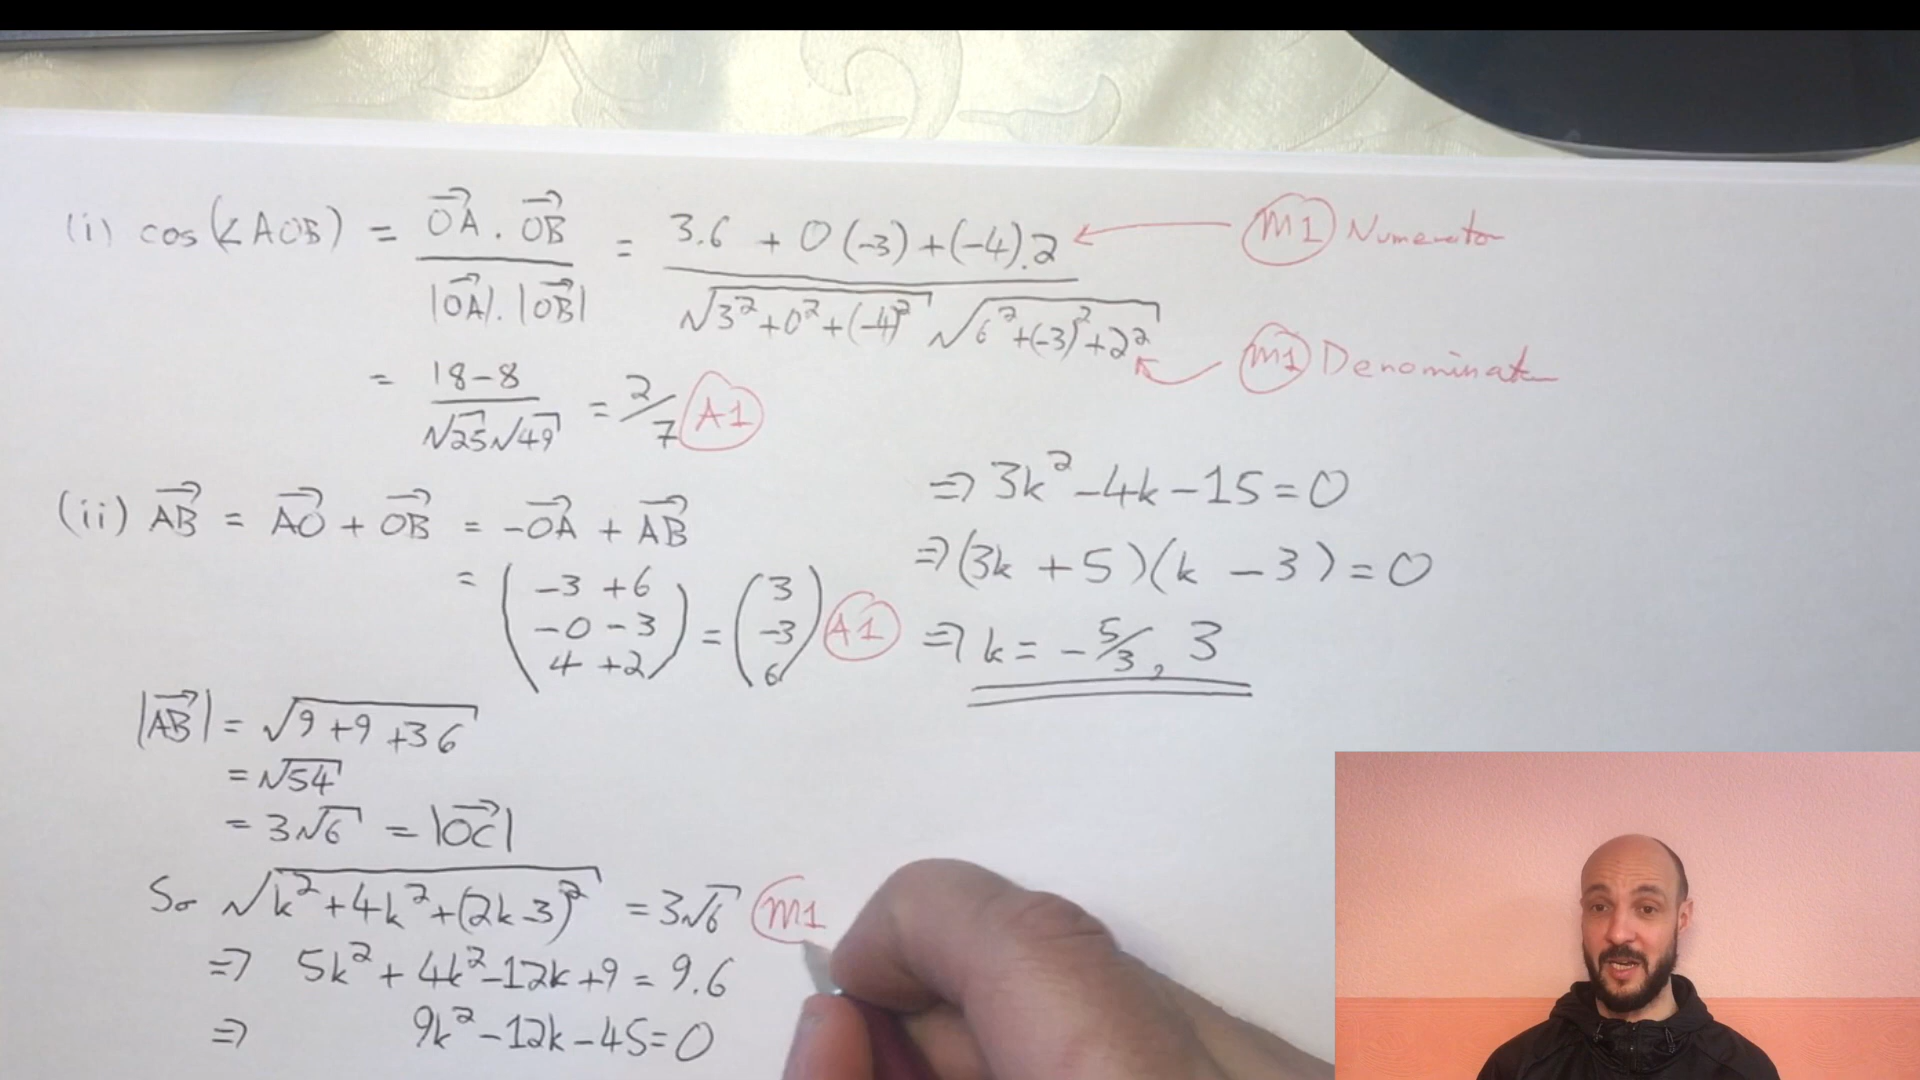 (i) cos(∠AOB) = OA⃗ . OB⃗ / |OA⃗|.|OB⃗| = 3.6 + 0(-3) + (-4).2 / √(3²+0²+(-4)²) √(6²+(-3)²+2²)
M1 Numerator
M1 Denominator
= 18-8 / √25√49 = 2/7 A1
(ii) AB⃗ = AO⃗ + OB⃗ = -OA⃗ + AB⃗
= (-3 +6, -0 -3, 4 +2) = (3, -3, 6) A1
|AB⃗| = √(9+9+36)
= √54
= 3√6 = |OC⃗|
So √(k²+4k²+(2k-3)²) = 3√6 M1
⇒ 5k² + 4k² -12k +9 = 9.6
⇒ 9k² -12k -45 = 0
⇒ 3k² -4k -15 = 0
⇒ (3k +5)(k -3) = 0
⇒ k = -5/3, 3